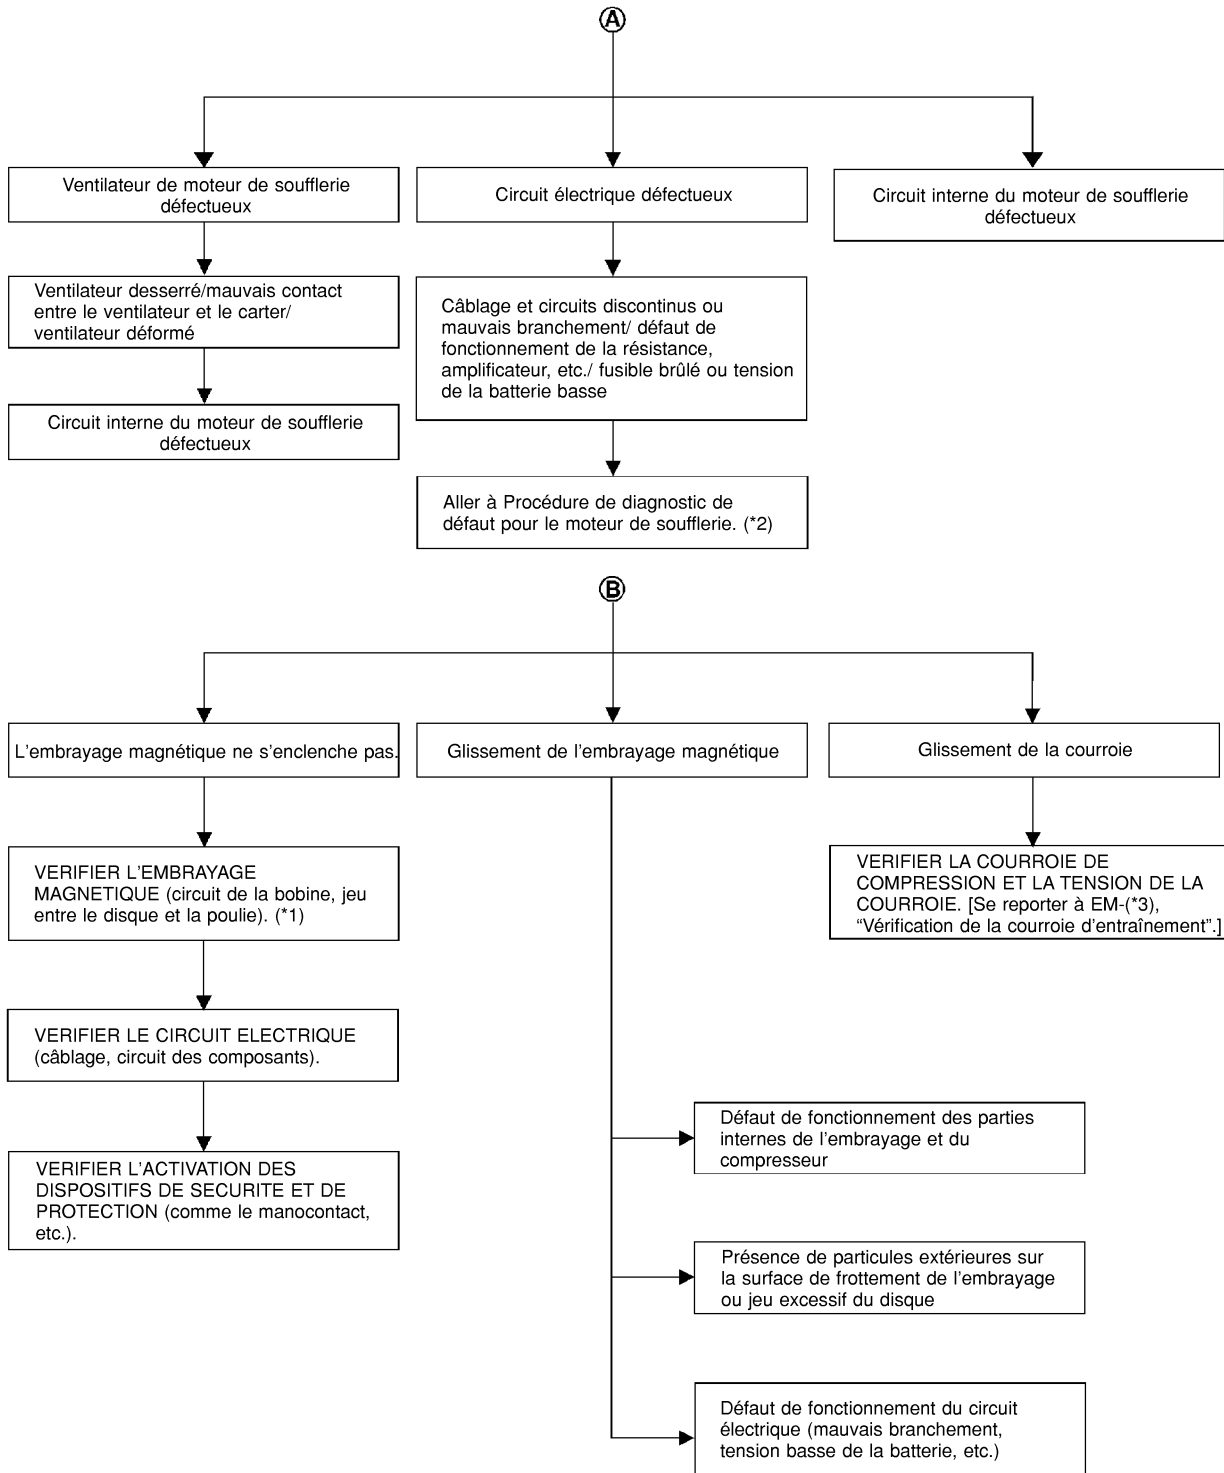 A
Ventilateur de moteur de soufflerie
défectueux
Circuit électrique défectueux
Circuit interne du moteur de soufflerie
défectueux
Ventilateur desserré/mauvais contact
entre le ventilateur et le carter/
ventilateur déformé
Câblage et circuits discontinus ou
mauvais branchement/ défaut de
fonctionnement de la résistance,
amplificateur, etc./ fusible brûlé ou tension
de la batterie basse
Circuit interne du moteur de soufflerie
défectueux
Aller à Procédure de diagnostic de
défaut pour le moteur de soufflerie. (*2)
B
L'embrayage magnétique ne s'enclenche pas.
Glissement de l'embrayage magnétique
Glissement de la courroie
VERIFIER L'EMBRAYAGE
MAGNETIQUE (circuit de la bobine, jeu
entre le disque et la poulie). (*1)
VERIFIER LA COURROIE DE
COMPRESSION ET LA TENSION DE LA
COURROIE. [Se reporter à EM-(*3),
“Vérification de la courroie d'entraînement”.]
VERIFIER LE CIRCUIT ELECTRIQUE
(câblage, circuit des composants).
VERIFIER L'ACTIVATION DES
DISPOSITIFS DE SECURITE ET DE
PROTECTION (comme le manocontact,
etc.).
Défaut de fonctionnement des parties
internes de l'embrayage et du
compresseur
Présence de particules extérieures sur
la surface de frottement de l'embrayage
ou jeu excessif du disque
Défaut de fonctionnement du circuit
électrique (mauvais branchement,
tension basse de la batterie, etc.)